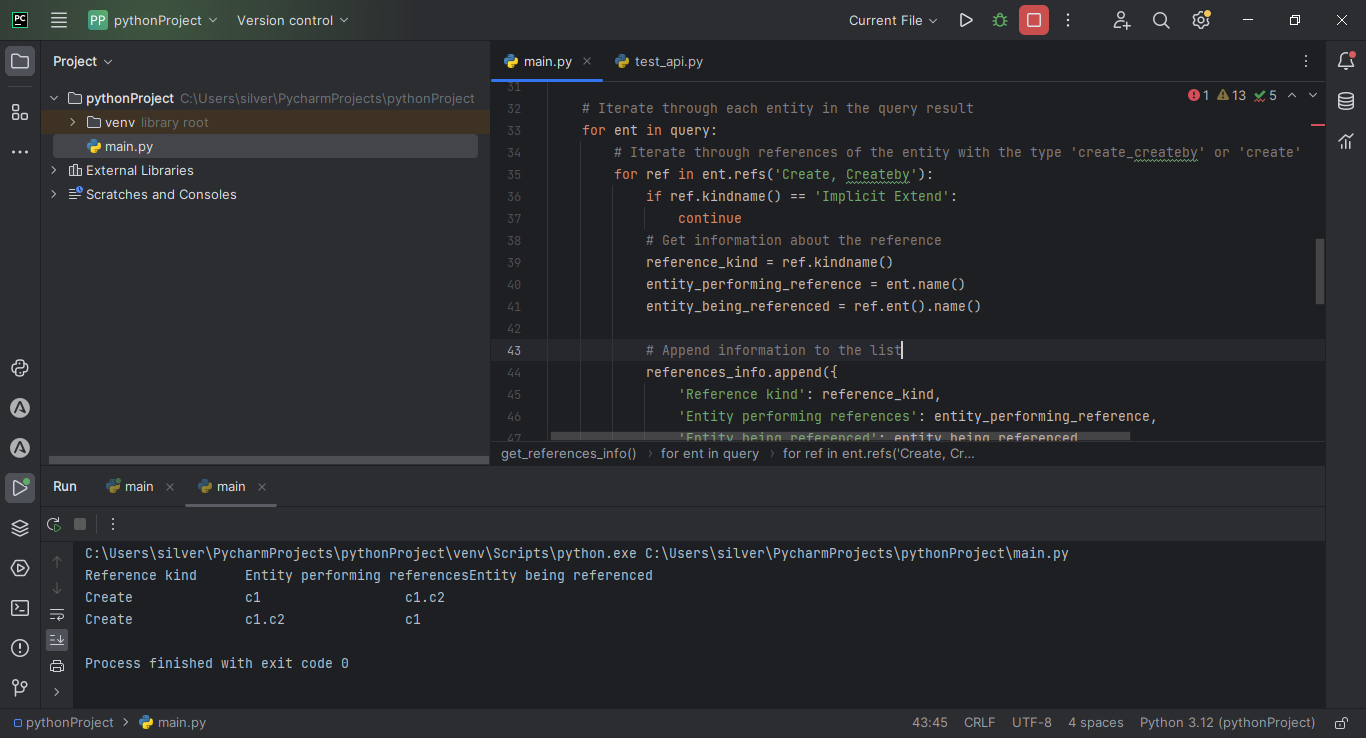 PC PP pythonProject Version control Current File
Project
main.py test_api.py
pythonProject C:\Users\silver\PycharmProjects\pythonProject
venv library root
main.py
External Libraries
Scratches and Consoles
1 13 5
31
32 # Iterate through each entity in the query result
33 for ent in query:
34 # Iterate through references of the entity with the type 'create_createby' or 'create'
35 for ref in ent.refs('Create, Createby'):
36 if ref.kindname() == 'Implicit Extend':
37 continue
38 # Get information about the reference
39 reference_kind = ref.kindname()
40 entity_performing_reference = ent.name()
41 entity_being_referenced = ref.ent().name()
42
43 # Append information to the list
44 references_info.append({
45 'Reference kind': reference_kind,
46 'Entity performing references': entity_performing_reference,
47 'Entity being referenced': entity_being_referenced
get_references_info() › for ent in query › for ref in ent.refs('Create, Cr...
Run main main
C:\Users\silver\PycharmProjects\pythonProject\venv\Scripts\python.exe C:\Users\silver\PycharmProjects\pythonProject\main.py
Reference kind Entity performing referencesEntity being referenced
Create c1 c1.c2
Create c1.c2 c1
Process finished with exit code 0
pythonProject › main.py 43:45 CRLF UTF-8 4 spaces Python 3.12 (pythonProject)